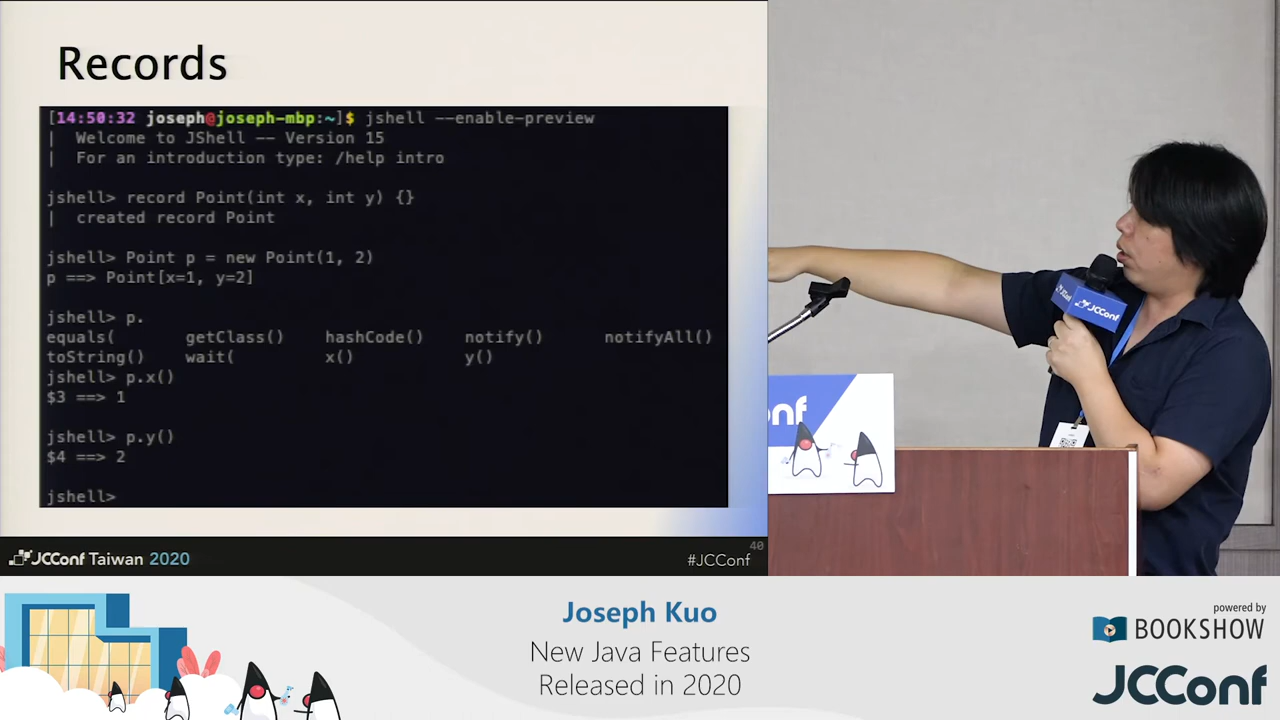 Records
[14:50:32 joseph@joseph-mbp:~]$ jshell --enable-preview
| Welcome to JShell -- Version 15
| For an introduction type: /help intro
jshell> record Point(int x, int y) {}
| created record Point
jshell> Point p = new Point(1, 2)
p ==> Point[x=1, y=2]
jshell> p.
equals( getClass() hashCode() notify() notifyAll()
toString() wait( x() y()
jshell> p.x()
$3 ==> 1
jshell> p.y()
$4 ==> 2
jshell>
JCConf Taiwan 2020
#JCConf
40
JCConf
onf
Joseph Kuo
New Java Features
Released in 2020
powered by
BOOKSHOW
JCConf